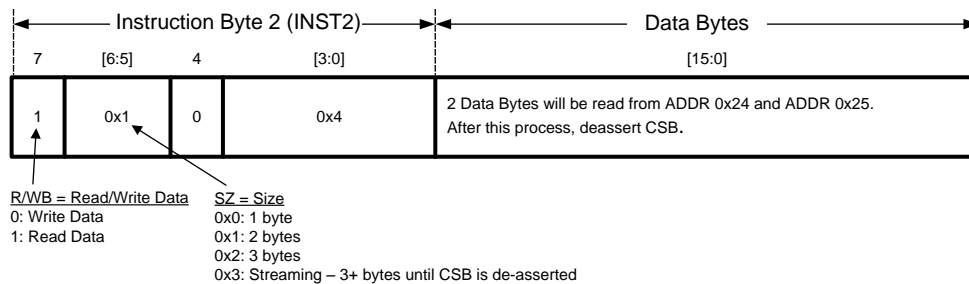 Instruction Byte 2 (INST2) Data Bytes
7 [6:5] 4 [3:0] [15:0]
1 0x1 0 0x4
2 Data Bytes will be read from ADDR 0x24 and ADDR 0x25.
After this process, deassert CSB.
R/WB = Read/Write Data
0: Write Data
1: Read Data
SZ = Size
0x0: 1 byte
0x1: 2 bytes
0x2: 3 bytes
0x3: Streaming – 3+ bytes until CSB is de-asserted